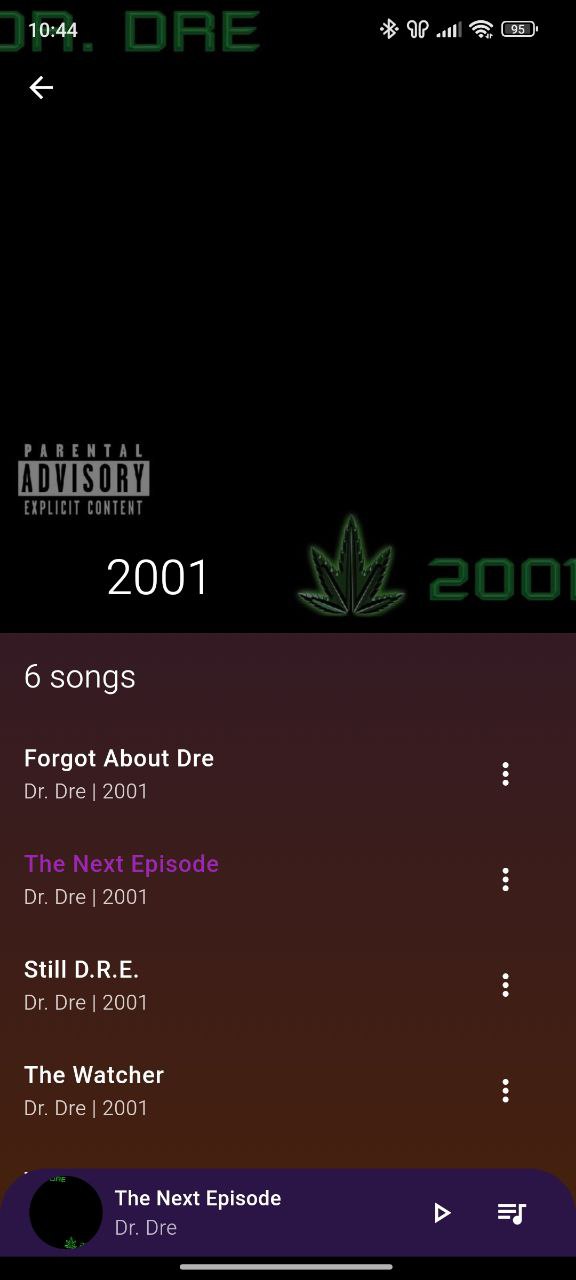 DR. DRE
10:44
95
PARENTAL
ADVISORY
EXPLICIT CONTENT
2001
2001
6 songs
Forgot About Dre
Dr. Dre | 2001
The Next Episode
Dr. Dre | 2001
Still D.R.E.
Dr. Dre | 2001
The Watcher
Dr. Dre | 2001
The Next Episode
Dr. Dre